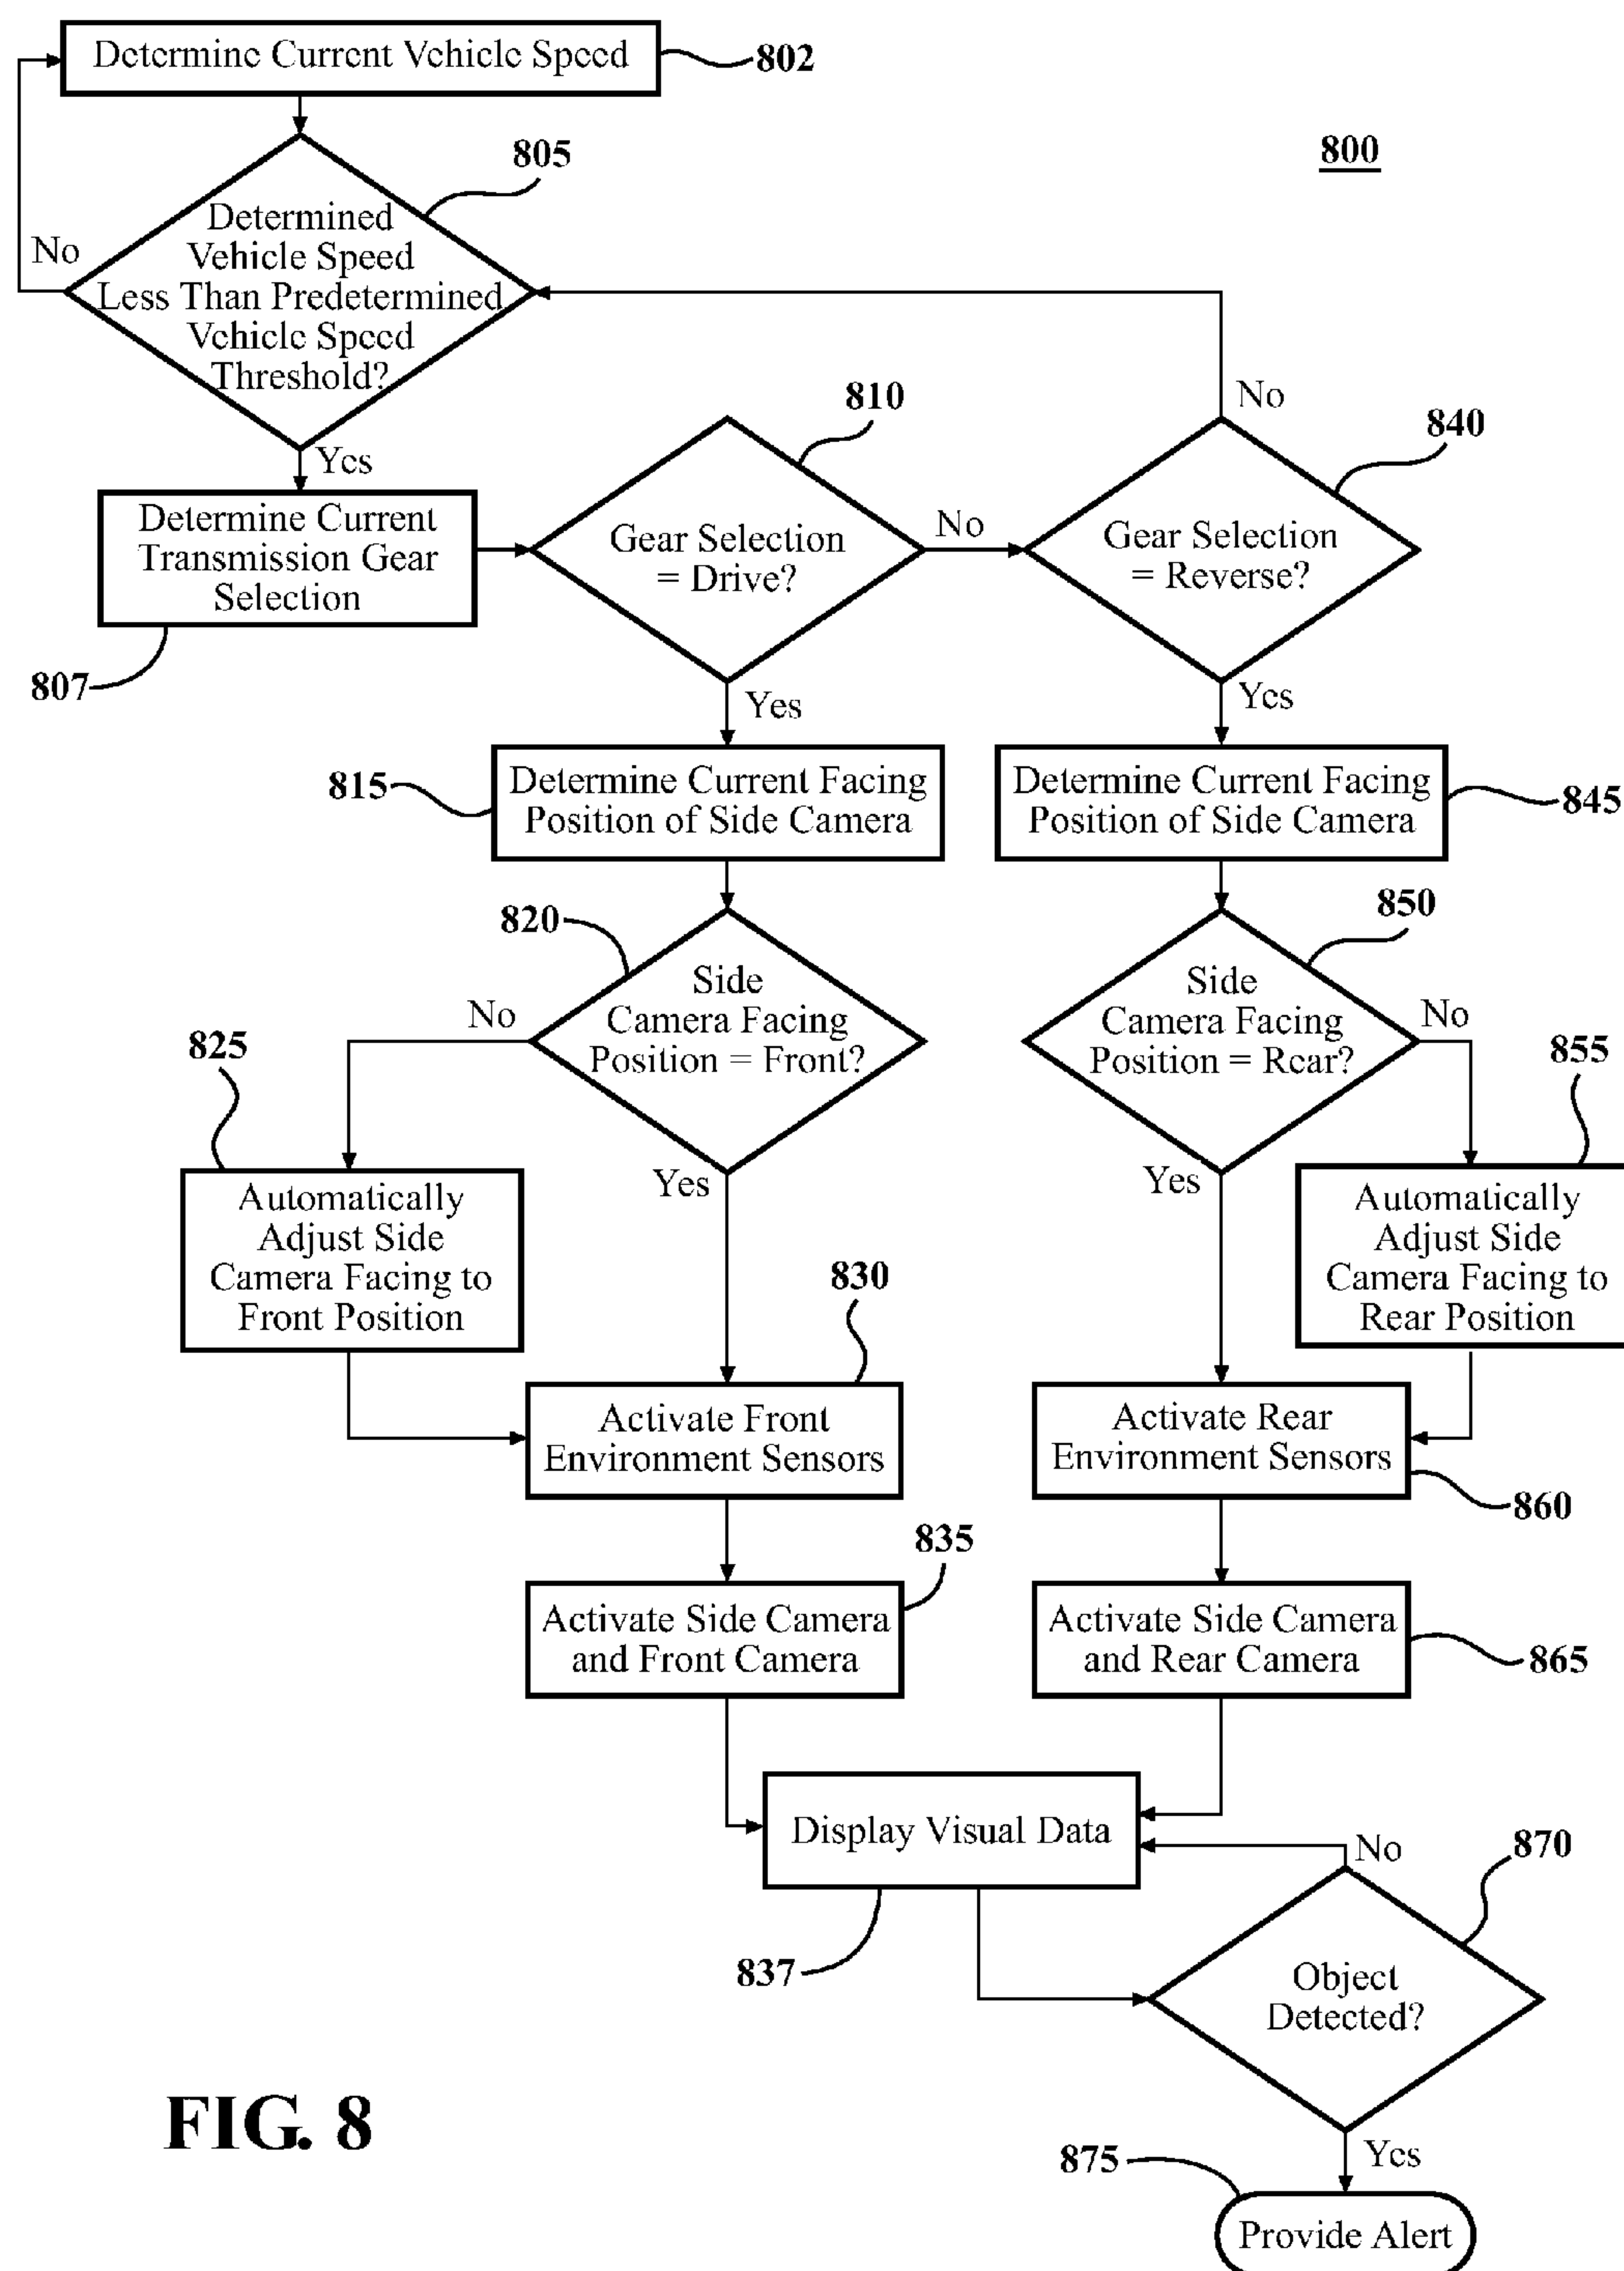 Determine Current Vehicle Speed
802
800
805
Determined
Vehicle Speed
Less Than Predetermined
Vehicle Speed
Threshold?
No
Yes
810
No
840
Determine Current
Transmission Gear
Selection
807
Gear Selection
= Drive?
No
Gear Selection
= Reverse?
Yes
Yes
815
Determine Current Facing
Position of Side Camera
Determine Current Facing
Position of Side Camera
845
820
Side
Camera Facing
Position = Front?
No
Yes
850
Side
Camera Facing
Position = Rear?
No
Yes
825
Automatically
Adjust Side
Camera Facing to
Front Position
855
Automatically
Adjust Side
Camera Facing to
Rear Position
830
Activate Front
Environment Sensors
Activate Rear
Environment Sensors
860
835
Activate Side Camera
and Front Camera
Activate Side Camera
and Rear Camera
865
Display Visual Data
837
No
870
Object
Detected?
Yes
875
Provide Alert
FIG. 8